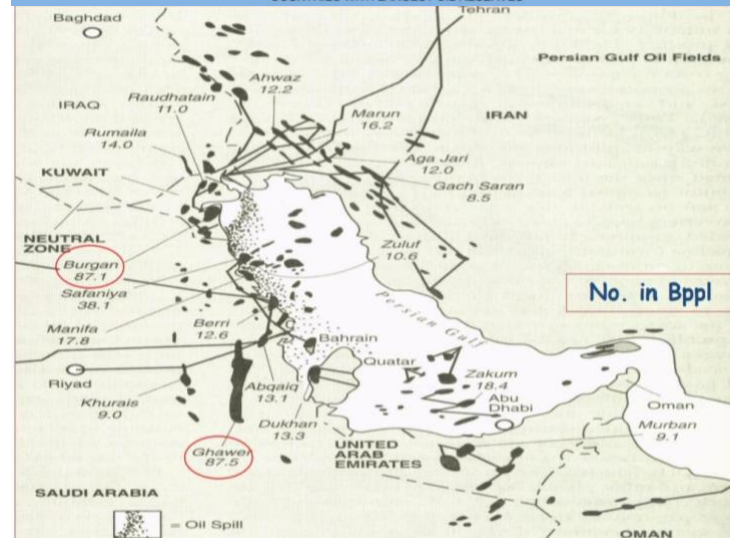 Baghdad
Tehran
Persian Gulf Oil Fields
Ahwaz
12.2
IRAQ
Raudhatain
11.0
Marun
16.2
IRAN
Rumaila
14.0
Aga Jari
12.0
KUWAIT
Gach Saran
8.5
NEUTRAL
ZONE
Burgan
87.1
Zuluf
10.6
Safaniya
38.1
No. in Bppl
Persian Gulf
Manifa
17.8
Berri
12.6
Bahrain
Quatar
Riyad
Khurais
9.0
Abqaiq
13.1
Zakum
18.4
Abu
Dhabi
Oman
Dukhan
13.3
Murban
9.1
Ghawer
87.5
UNITED
ARAB
EMIRATES
SAUDI ARABIA
= Oil Spill
OMAN